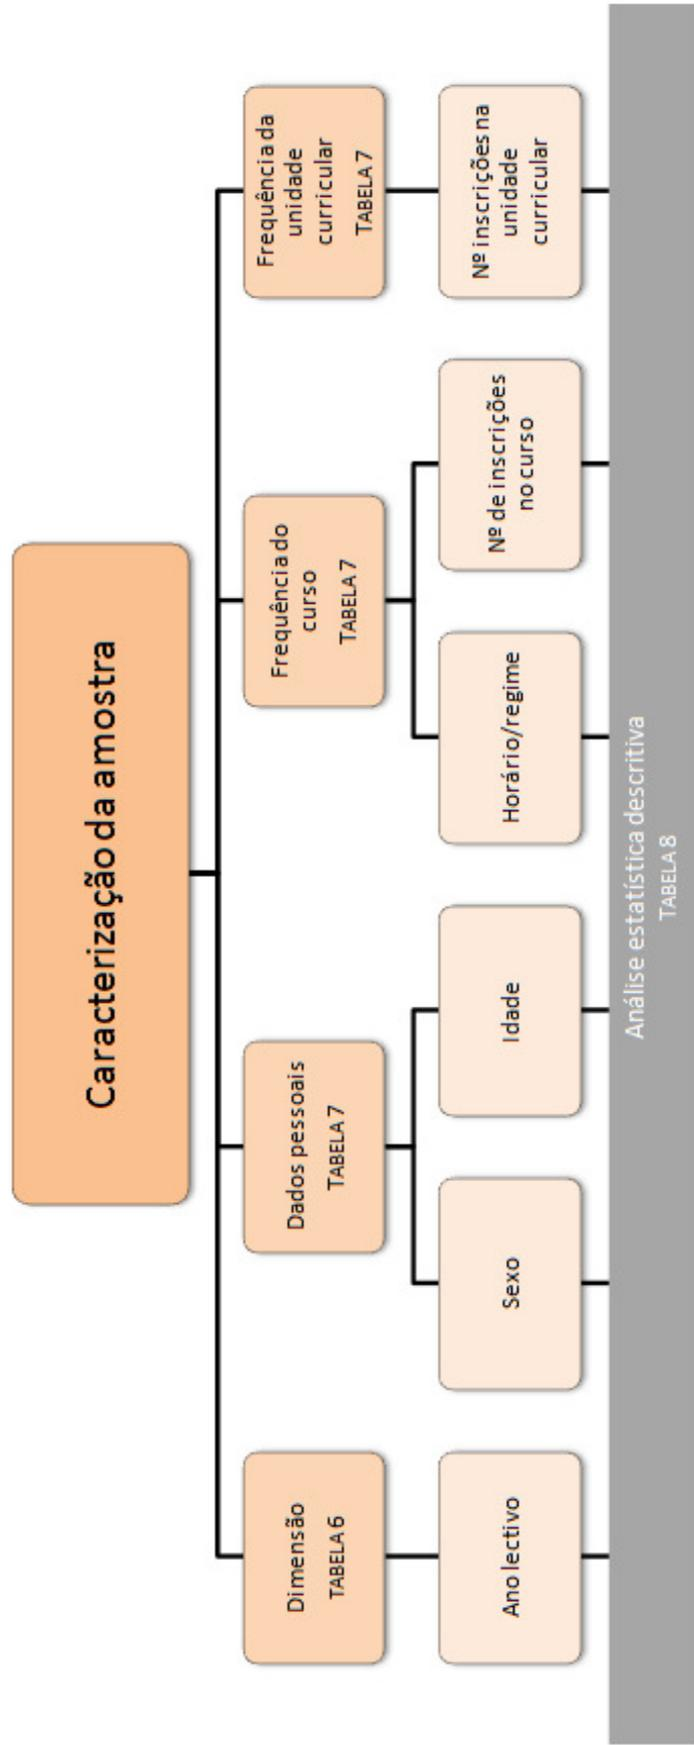 Caracterização da amostra
Dimensão
TABELA 6
Dados pessoais
TABELA 7
Frequência do
curso
TABELA 7
Frequência da
unidade
curricular
TABELA 7
Ano lectivo
Sexo
Idade
Horário/regime
Nº de inscrições
no curso
Nº inscrições na
unidade
curricular
Análise estatística descritiva
TABELA 8